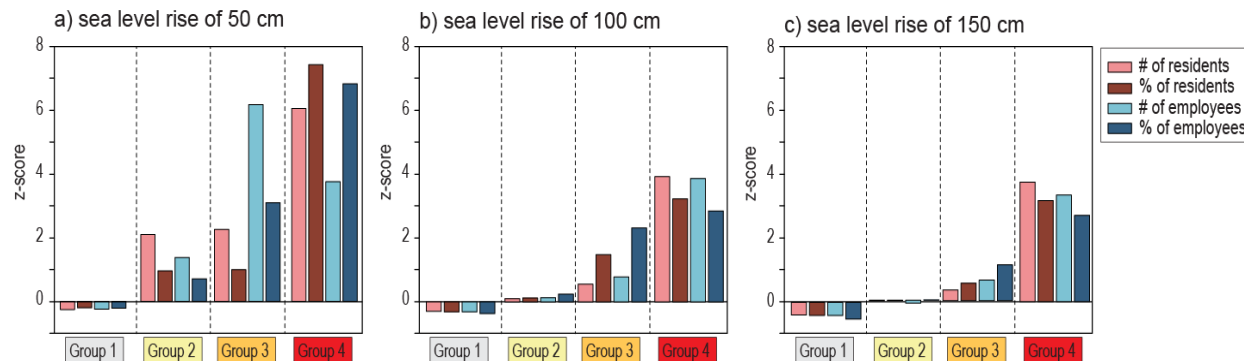 a) sea level rise of 50 cm
b) sea level rise of 100 cm
c) sea level rise of 150 cm
8
6
4
2
0
z-score
Group 1
Group 2
Group 3
Group 4
8
6
4
2
0
z-score
Group 1
Group 2
Group 3
Group 4
8
6
4
2
0
z-score
Group 1
Group 2
Group 3
Group 4
# of residents
% of residents
# of employees
% of employees